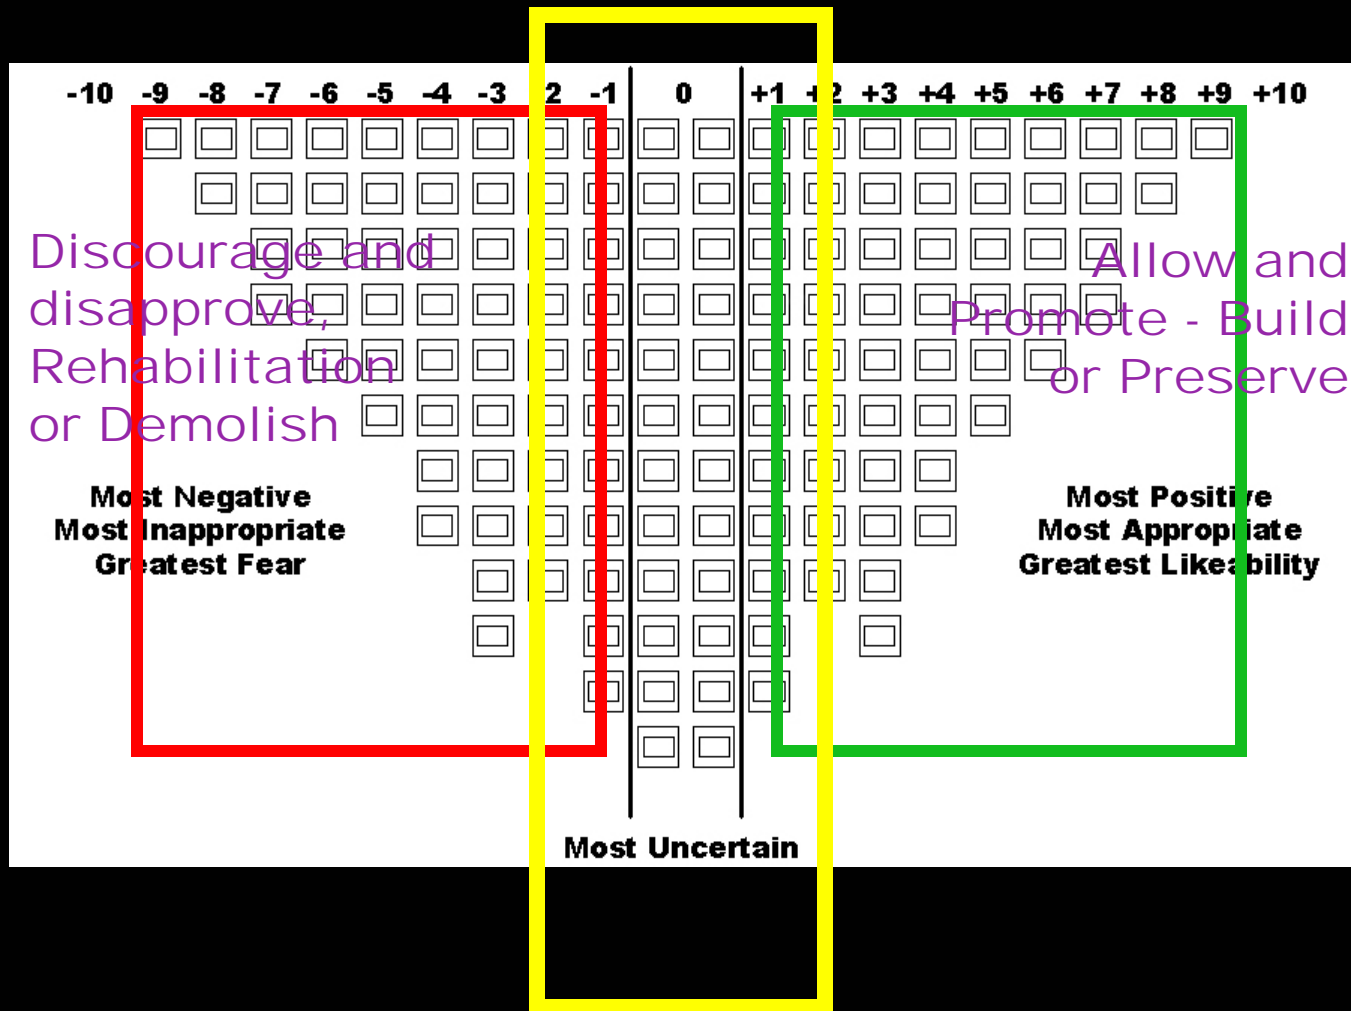 -10 -9 -8 -7 -6 -5 -4 -3 -2 -1 0 +1 +2 +3 +4 +5 +6 +7 +8 +9 +10
Discourage and
disapprove,
Rehabilitation
or Demolish
Allow and
Promote - Build
or Preserve
Most Negative
Most Inappropriate
Greatest Fear
Most Positive
Most Appropriate
Greatest Likeability
Most Uncertain